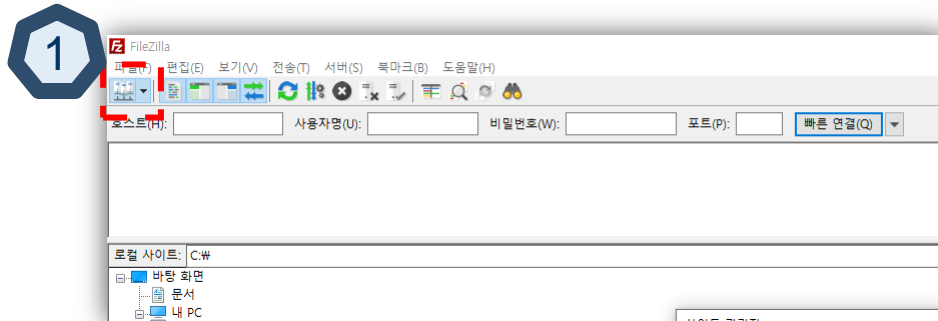 1
FileZilla
파일(F) 편집(E) 보기(V) 전송(T) 서버(S) 북마크(B) 도움말(H)
호스트(H): 사용자명(U): 비밀번호(W): 포트(P): 빠른 연결(Q)
로컬 사이트: C:₩
바탕 화면
문서
내 PC